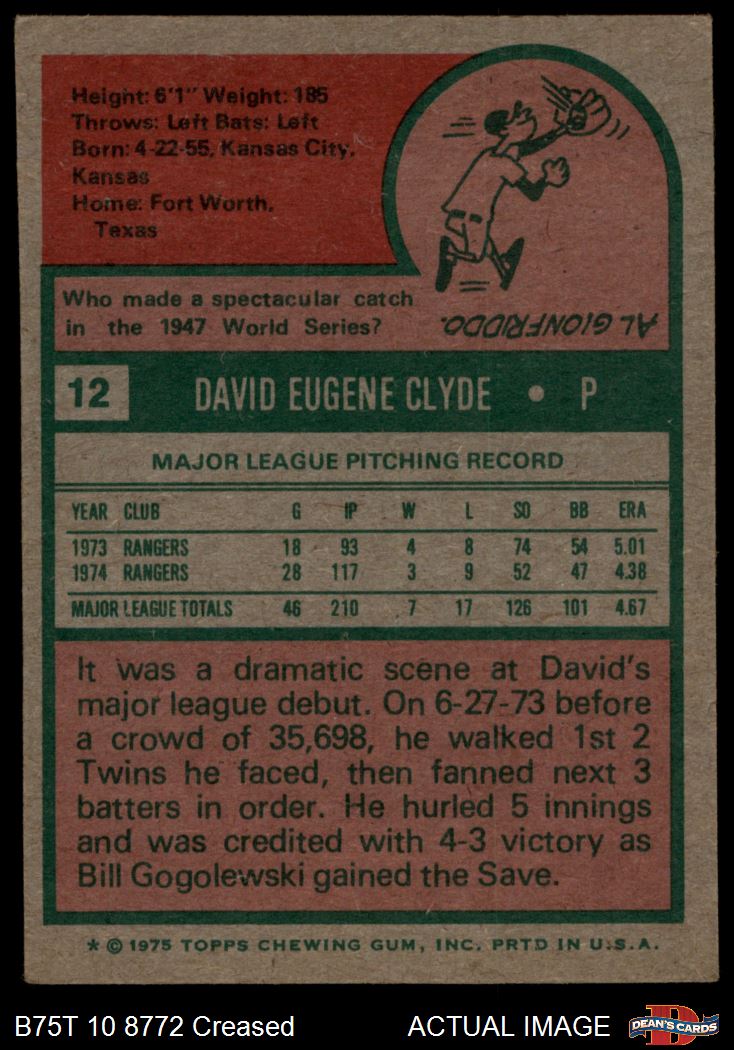 Height: 6'1" Weight: 185
Throws: Left Bats: Left
Born: 4-22-55, Kansas City,
Kansas
Home: Fort Worth,
Texas
Who made a spectacular catch
in the 1947 World Series?
AL GIONFRIDDO.
12 DAVID EUGENE CLYDE • P
MAJOR LEAGUE PITCHING RECORD
YEAR CLUB G IP W L SO BB ERA
1973 RANGERS 18 93 4 8 74 54 5.01
1974 RANGERS 28 117 3 9 52 47 4.38
MAJOR LEAGUE TOTALS 46 210 7 17 126 101 4.67
It was a dramatic scene at David's
major league debut. On 6-27-73 before
a crowd of 35,698, he walked 1st 2
Twins he faced, then fanned next 3
batters in order. He hurled 5 innings
and was credited with 4-3 victory as
Bill Gogolewski gained the Save.
* © 1975 TOPPS CHEWING GUM, INC. PRTD IN U.S.A.
B75T 10 8772 Creased ACTUAL IMAGE
DEAN'S CARDS